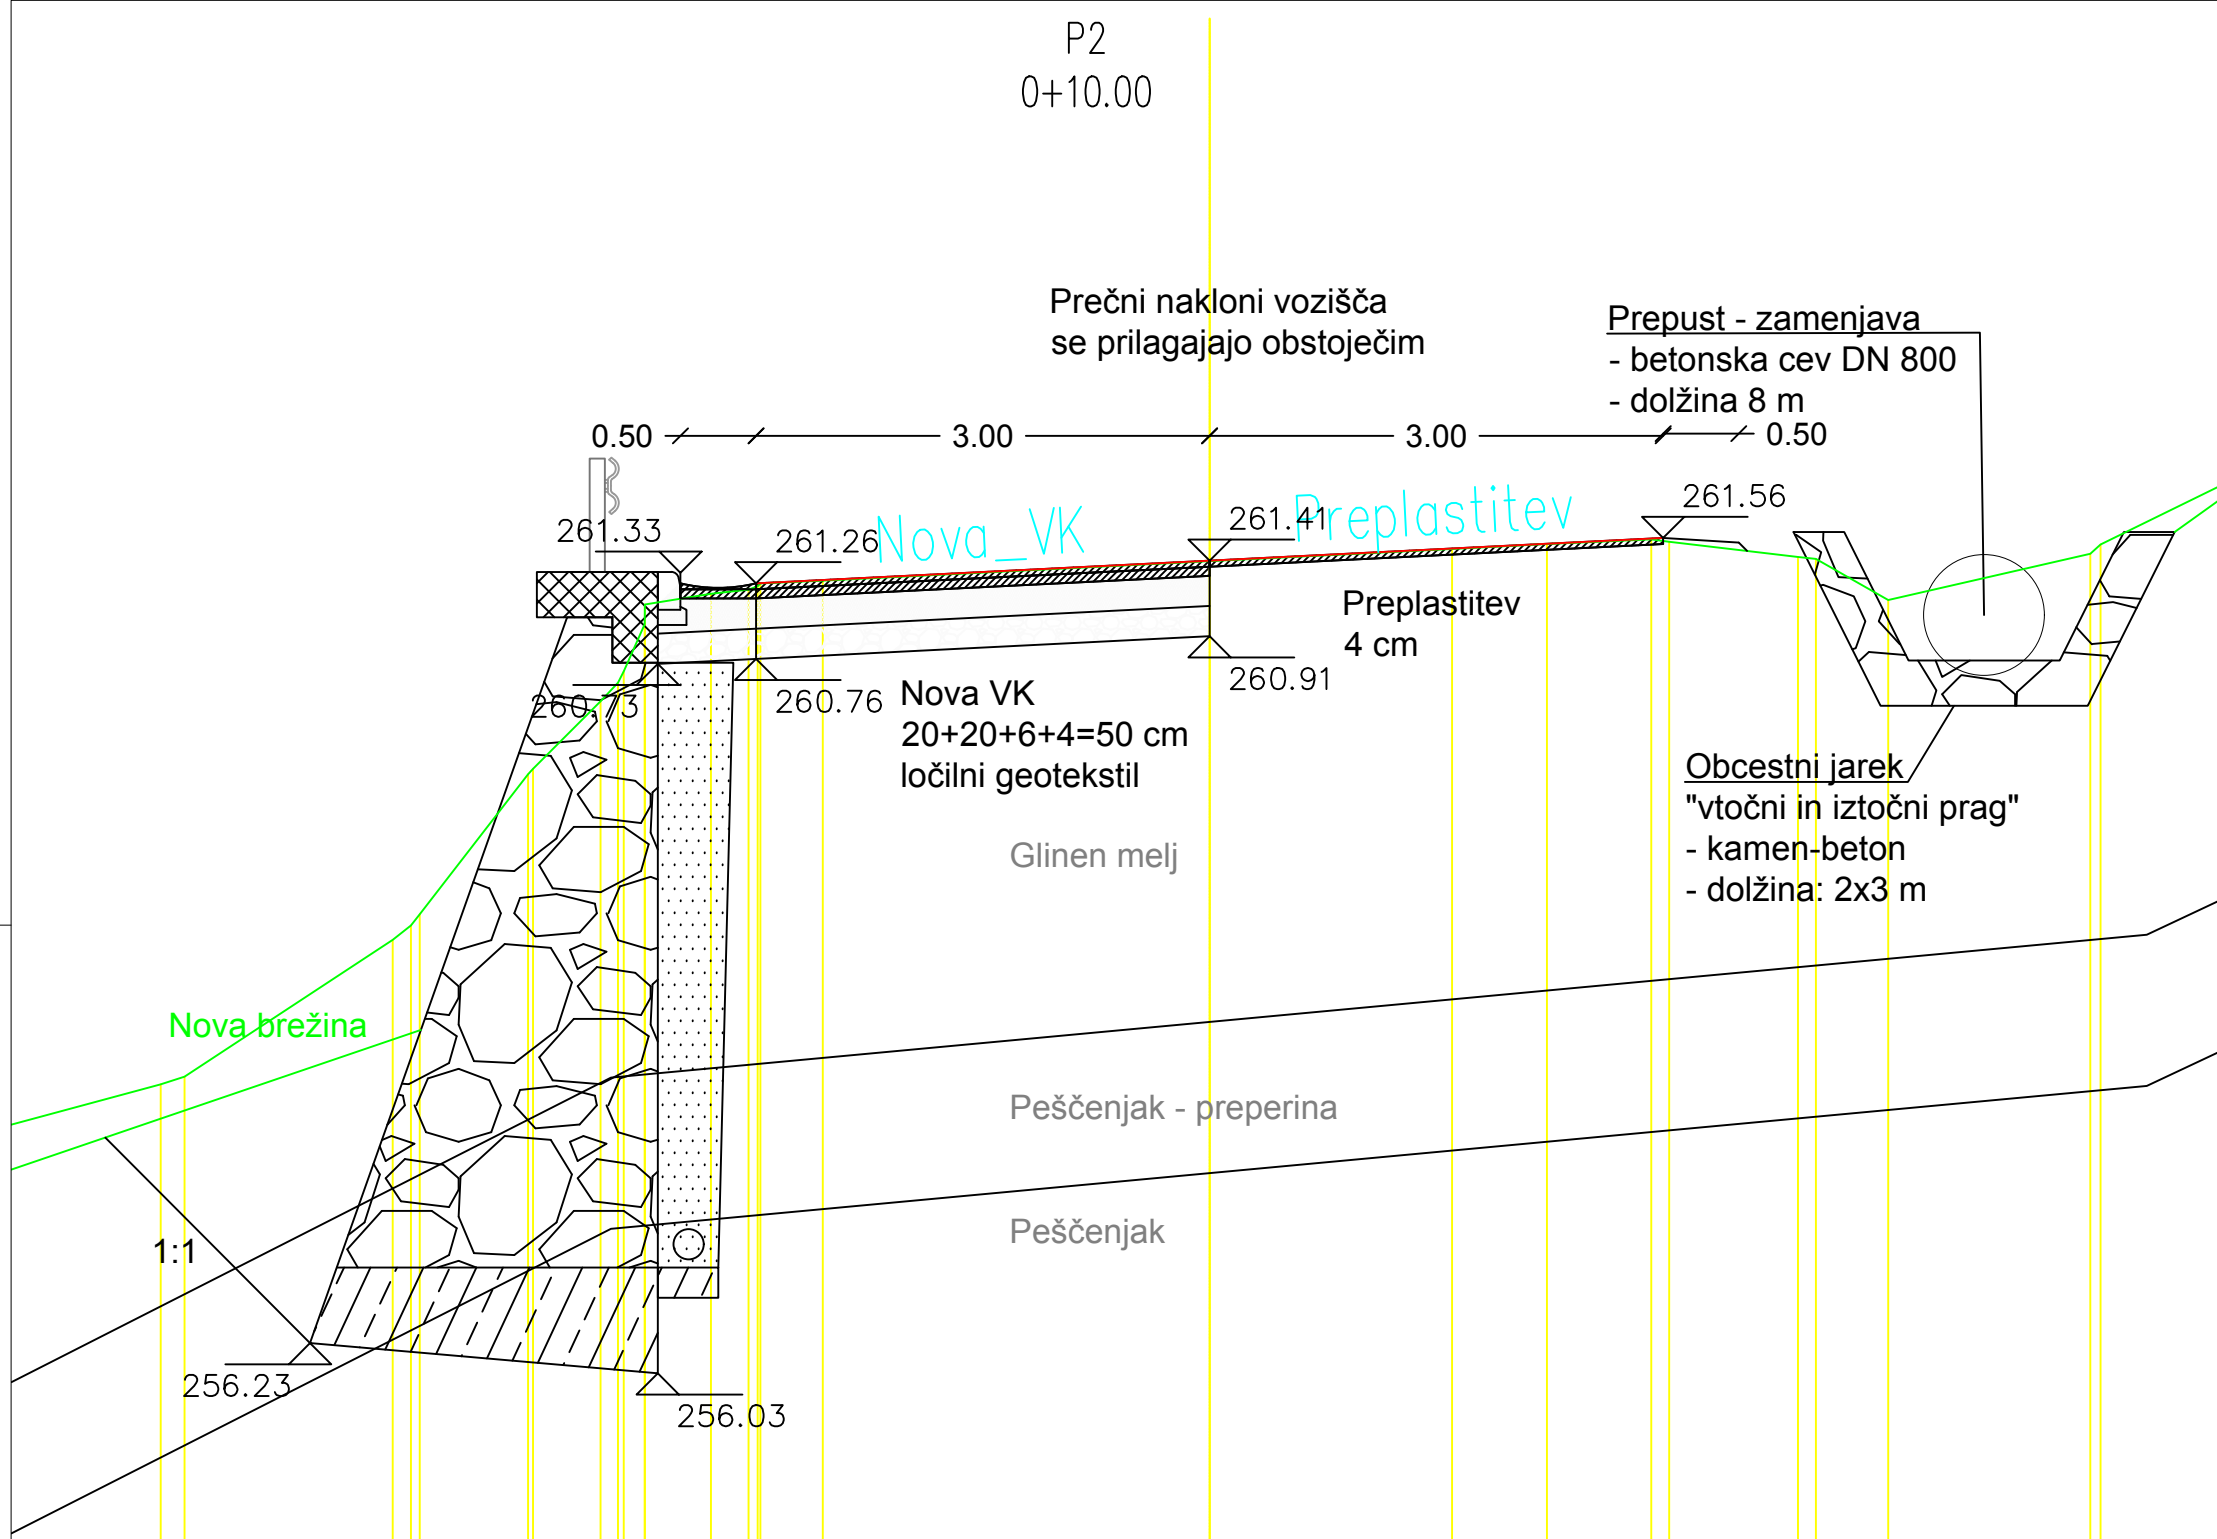 P2
0+10.00
Prečni nakloni vozišča
se prilagajajo obstoječim
Prepust - zamenjava
- betonska cev DN 800
- dolžina 8 m
0.50
3.00
3.00
0.50
261.33
261.26
Nova_VK
261.41
Preplastitev
261.56
Preplastitev
4 cm
260.73
260.76
260.91
Nova VK
20+20+6+4=50 cm
ločilni geotekstil
Obcestni jarek
"vtočni in iztočni prag"
- kamen-beton
- dolžina: 2x3 m
Glinen melj
Nova brežina
Peščenjak - preperina
Peščenjak
1:1
256.23
256.03